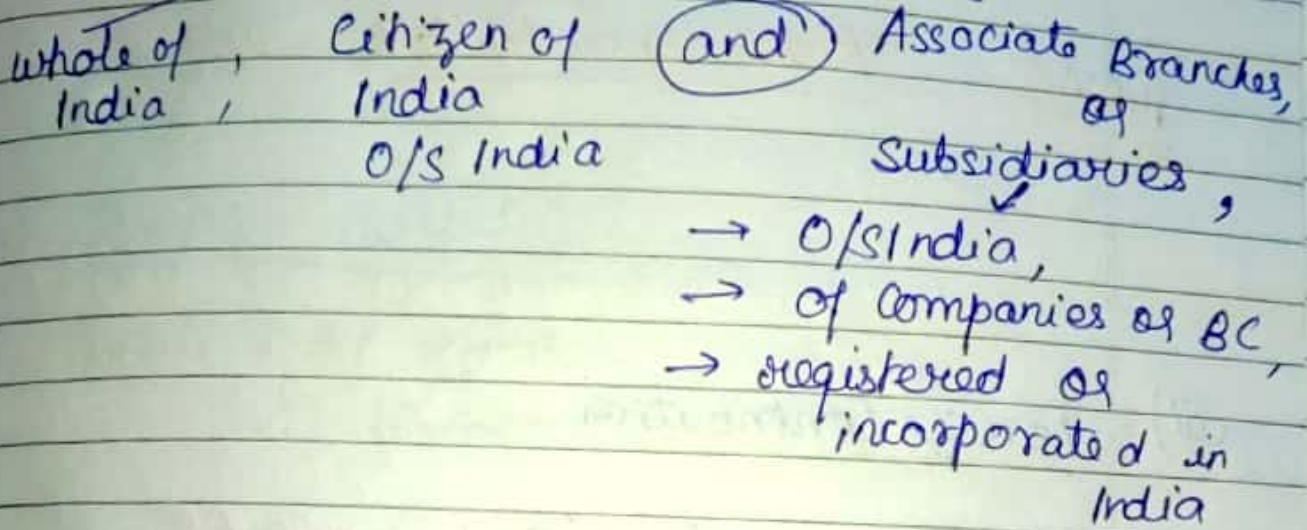 whole of , Citizen of and Associate Branches,
India , India or
O/S India Subsidiaries ,
→ O/S India ,
→ of Companies or BC ,
→ registered or
incorporated in
India